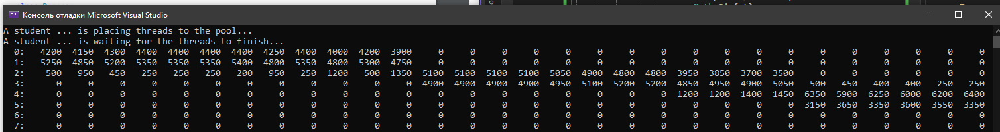 Консоль отладки Microsoft Visual Studio
A student ... is placing threads to the pool...
A student ... is waiting for the threads to finish...
0: 4200 4150 4300 4400 4400 4400 4400 4250 4400 4000 4200 3900 0 0 0 0 0 0 0 0 0 0 0 0 0 0 0 0 0 0
1: 5250 4850 5200 5350 5350 5350 5400 4800 5350 4800 5300 4750 0 0 0 0 0 0 0 0 0 0 0 0 0 0 0 0 0 0
2: 500 950 450 250 250 250 200 950 250 1200 500 1350 5100 5100 5100 5100 5050 4900 4800 4800 3950 3850 3700 3500 0 0 0 0 0 0
3: 0 0 0 0 0 0 0 0 0 0 0 0 4900 4900 4900 4900 4950 5100 5200 5200 4850 4950 4900 5050 500 450 400 400 250 250
4: 0 0 0 0 0 0 0 0 0 0 0 0 0 0 0 0 0 0 0 0 1200 1200 1400 1450 6350 5900 6250 6000 6200 6400
5: 0 0 0 0 0 0 0 0 0 0 0 0 0 0 0 0 0 0 0 0 0 0 0 0 3150 3650 3350 3600 3550 3350
6: 0 0 0 0 0 0 0 0 0 0 0 0 0 0 0 0 0 0 0 0 0 0 0 0 0 0 0 0 0 0
7: 0 0 0 0 0 0 0 0 0 0 0 0 0 0 0 0 0 0 0 0 0 0 0 0 0 0 0 0 0 0